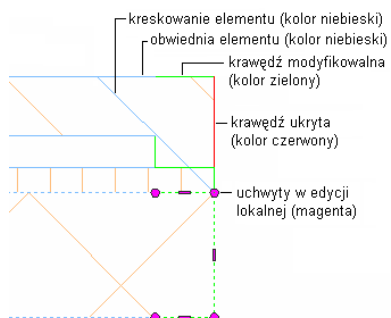 kreskowanie elementu (kolor niebieski)
obwiednia elementu (kolor niebieski)
krawędź modyfikowalna
(kolor zielony)
krawędź ukryta
(kolor czerwony)
uchwyty w edycji
lokalnej (magenta)